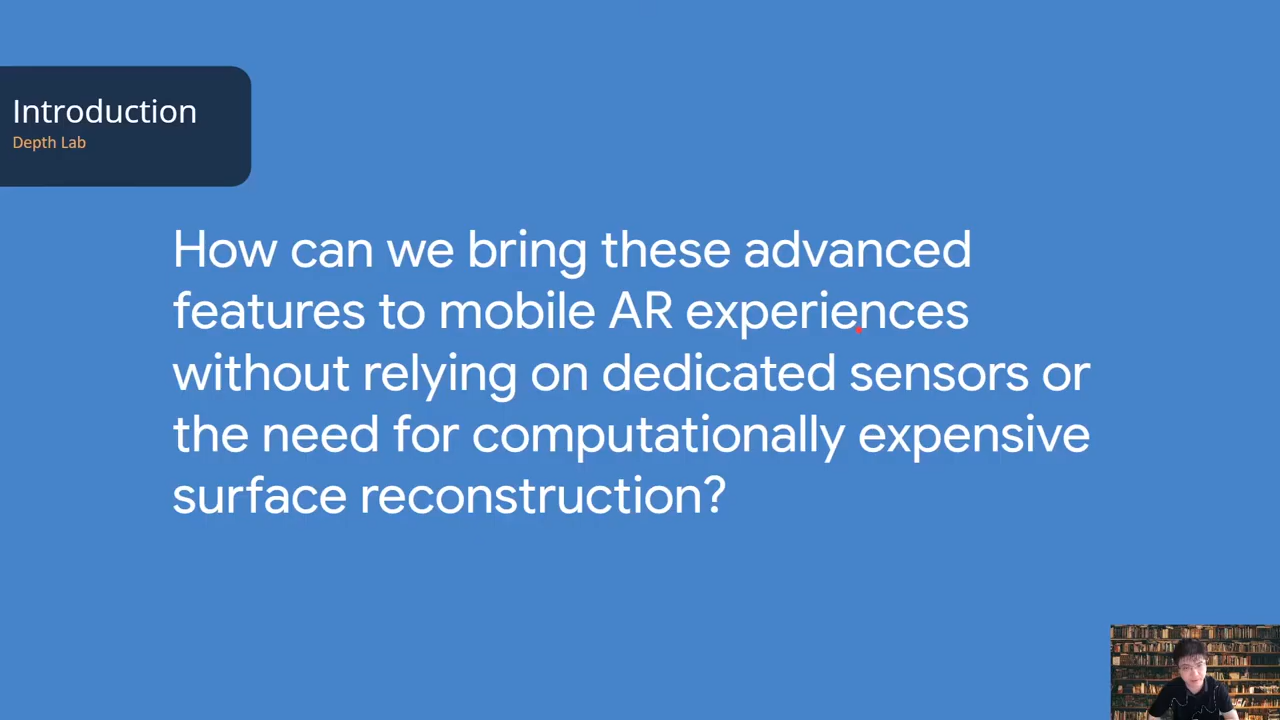 Introduction
Depth Lab
How can we bring these advanced
features to mobile AR experiences
without relying on dedicated sensors or
the need for computationally expensive
surface reconstruction?